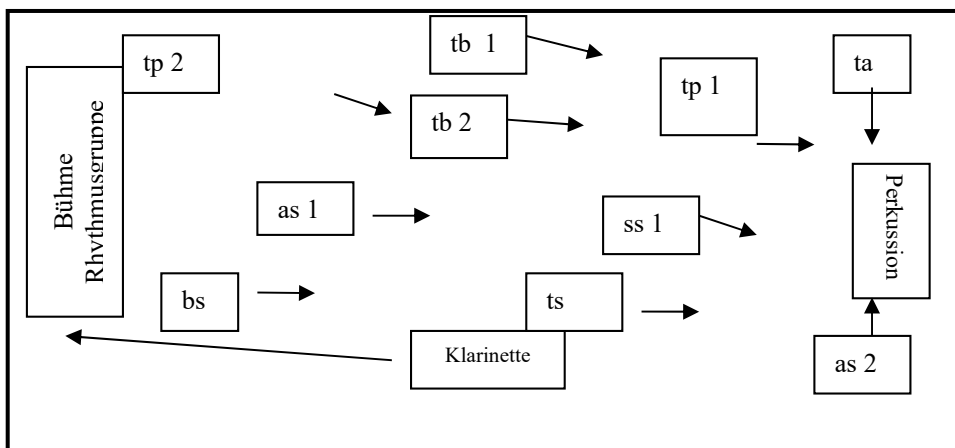 tb 1
tp 2
ta
tp 1
tb 2
Bühme
Rhythmusgruppe
Perkussion
as 1
ss 1
bs
ts
Klarinette
as 2